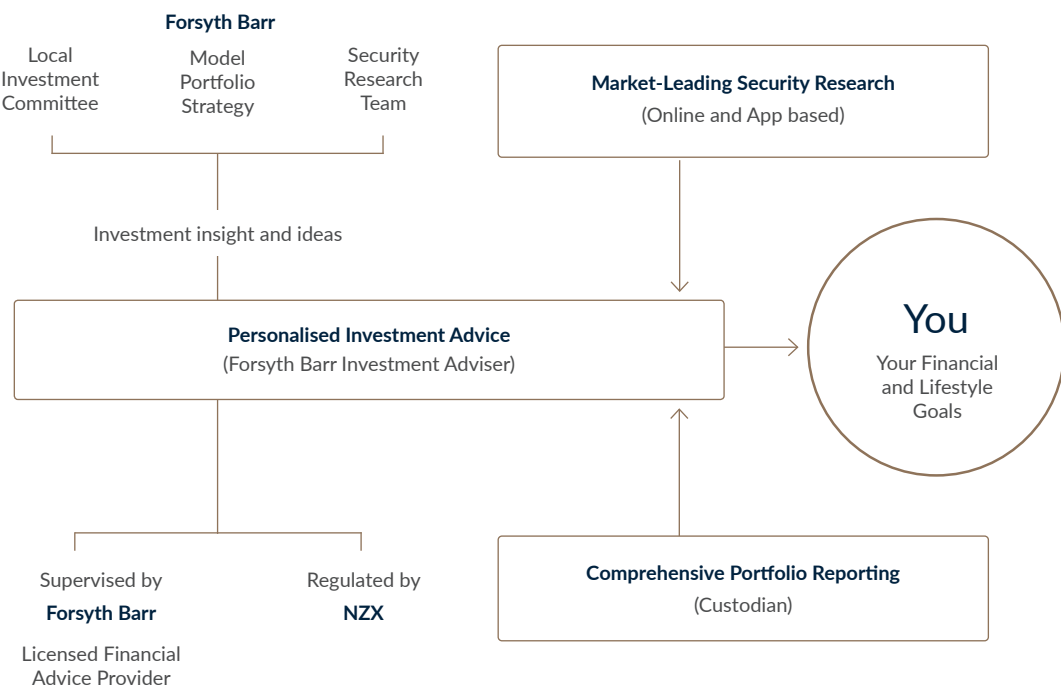 Forsyth Barr
Local
Investment
Committee
Model
Portfolio
Strategy
Security
Research
Team
Market-Leading Security Research
(Online and App based)
Investment insight and ideas
Personalised Investment Advice
(Forsyth Barr Investment Adviser)
You
Your Financial
and Lifestyle
Goals
Supervised by
Forsyth Barr
Licensed Financial
Advice Provider
Regulated by
NZX
Comprehensive Portfolio Reporting
(Custodian)